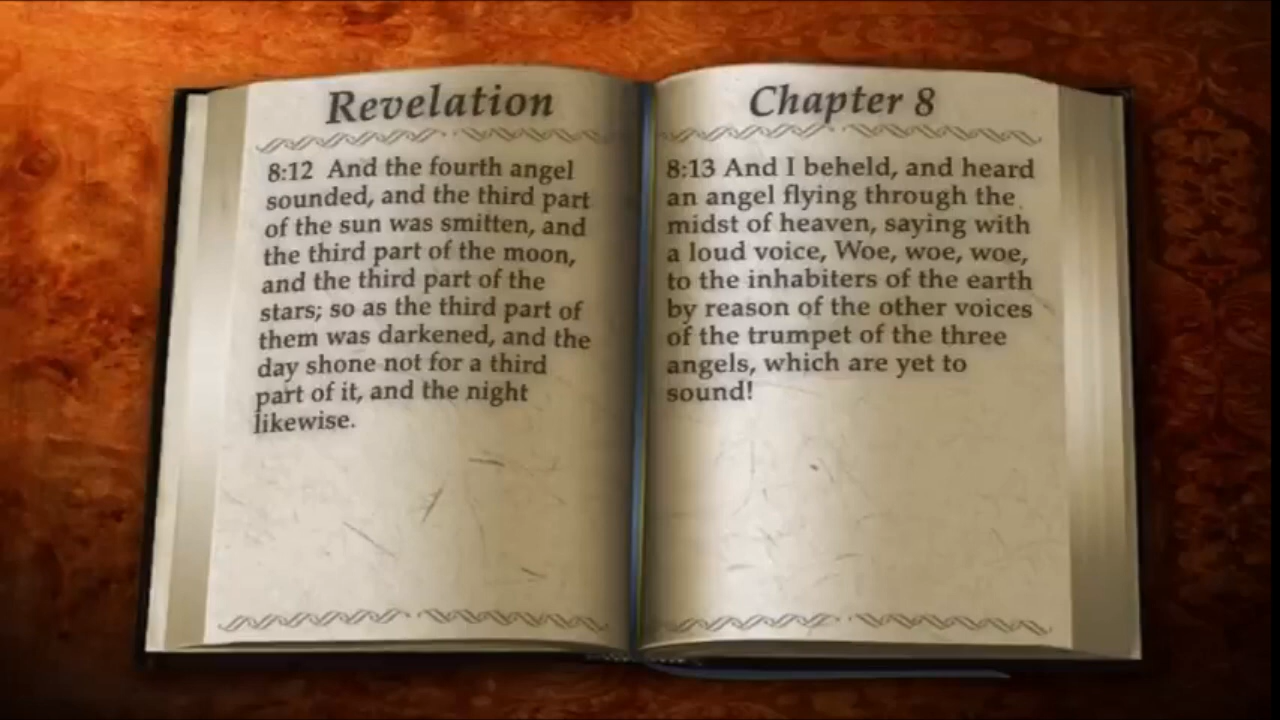 Revelation
8:12 And the fourth angel
sounded, and the third part
of the sun was smitten, and
the third part of the moon,
and the third part of the
stars; so as the third part of
them was darkened, and the
day shone not for a third
part of it, and the night
likewise.
Chapter 8
8:13 And I beheld, and heard
an angel flying through the
midst of heaven, saying with
a loud voice, Woe, woe, woe,
to the inhabiters of the earth
by reason of the other voices
of the trumpet of the three
angels, which are yet to
sound!